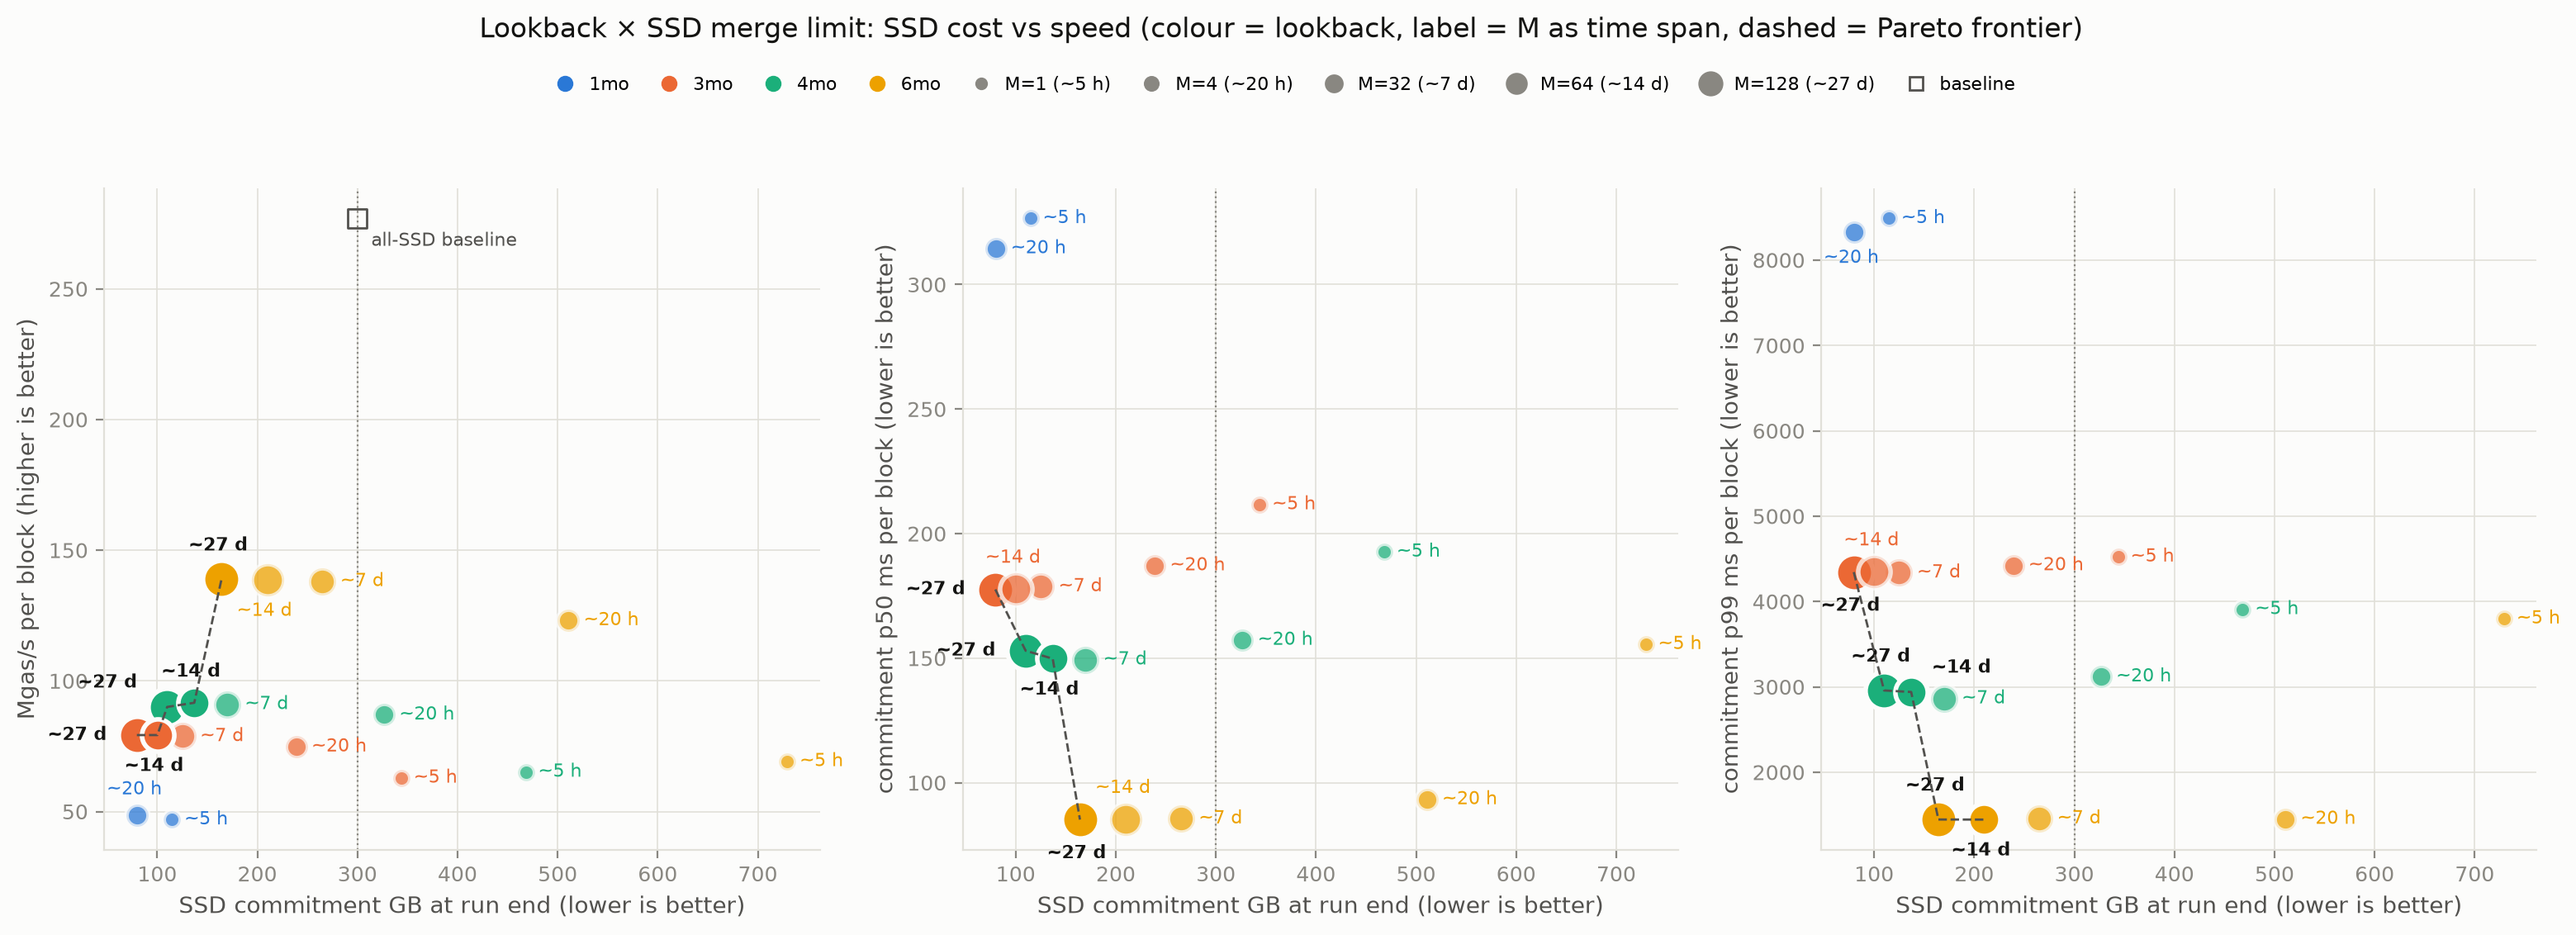 Lookback × SSD merge limit: SSD cost vs speed (colour = lookback, label = M as time span, dashed = Pareto frontier)
1mo 3mo 4mo 6mo M=1 (~5 h) M=4 (~20 h) M=32 (~7 d) M=64 (~14 d) M=128 (~27 d) baseline
Mgas/s per block (higher is better)
250
200
150
100
50
all-SSD baseline
~27 d
~7 d
~14 d
~20 h
~14 d
~27 d
~7 d
~20 h
~27 d
~7 d
~20 h
~14 d
~5 h
~5 h
~5 h
~20 h
~5 h
100 200 300 400 500 600 700
SSD commitment GB at run end (lower is better)
commitment p50 ms per block (lower is better)
300
250
200
150
100
~5 h
~20 h
~5 h
~14 d
~20 h
~27 d
~7 d
~5 h
~20 h
~27 d
~7 d
~5 h
~14 d
~14 d
~20 h
~7 d
~27 d
100 200 300 400 500 600 700
SSD commitment GB at run end (lower is better)
commitment p99 ms per block (lower is better)
8000
7000
6000
5000
4000
3000
2000
~5 h
~20 h
~14 d
~5 h
~20 h
~7 d
~27 d
~5 h
~5 h
~27 d
~14 d
~20 h
~7 d
~27 d
~7 d
~20 h
~14 d
100 200 300 400 500 600 700
SSD commitment GB at run end (lower is better)